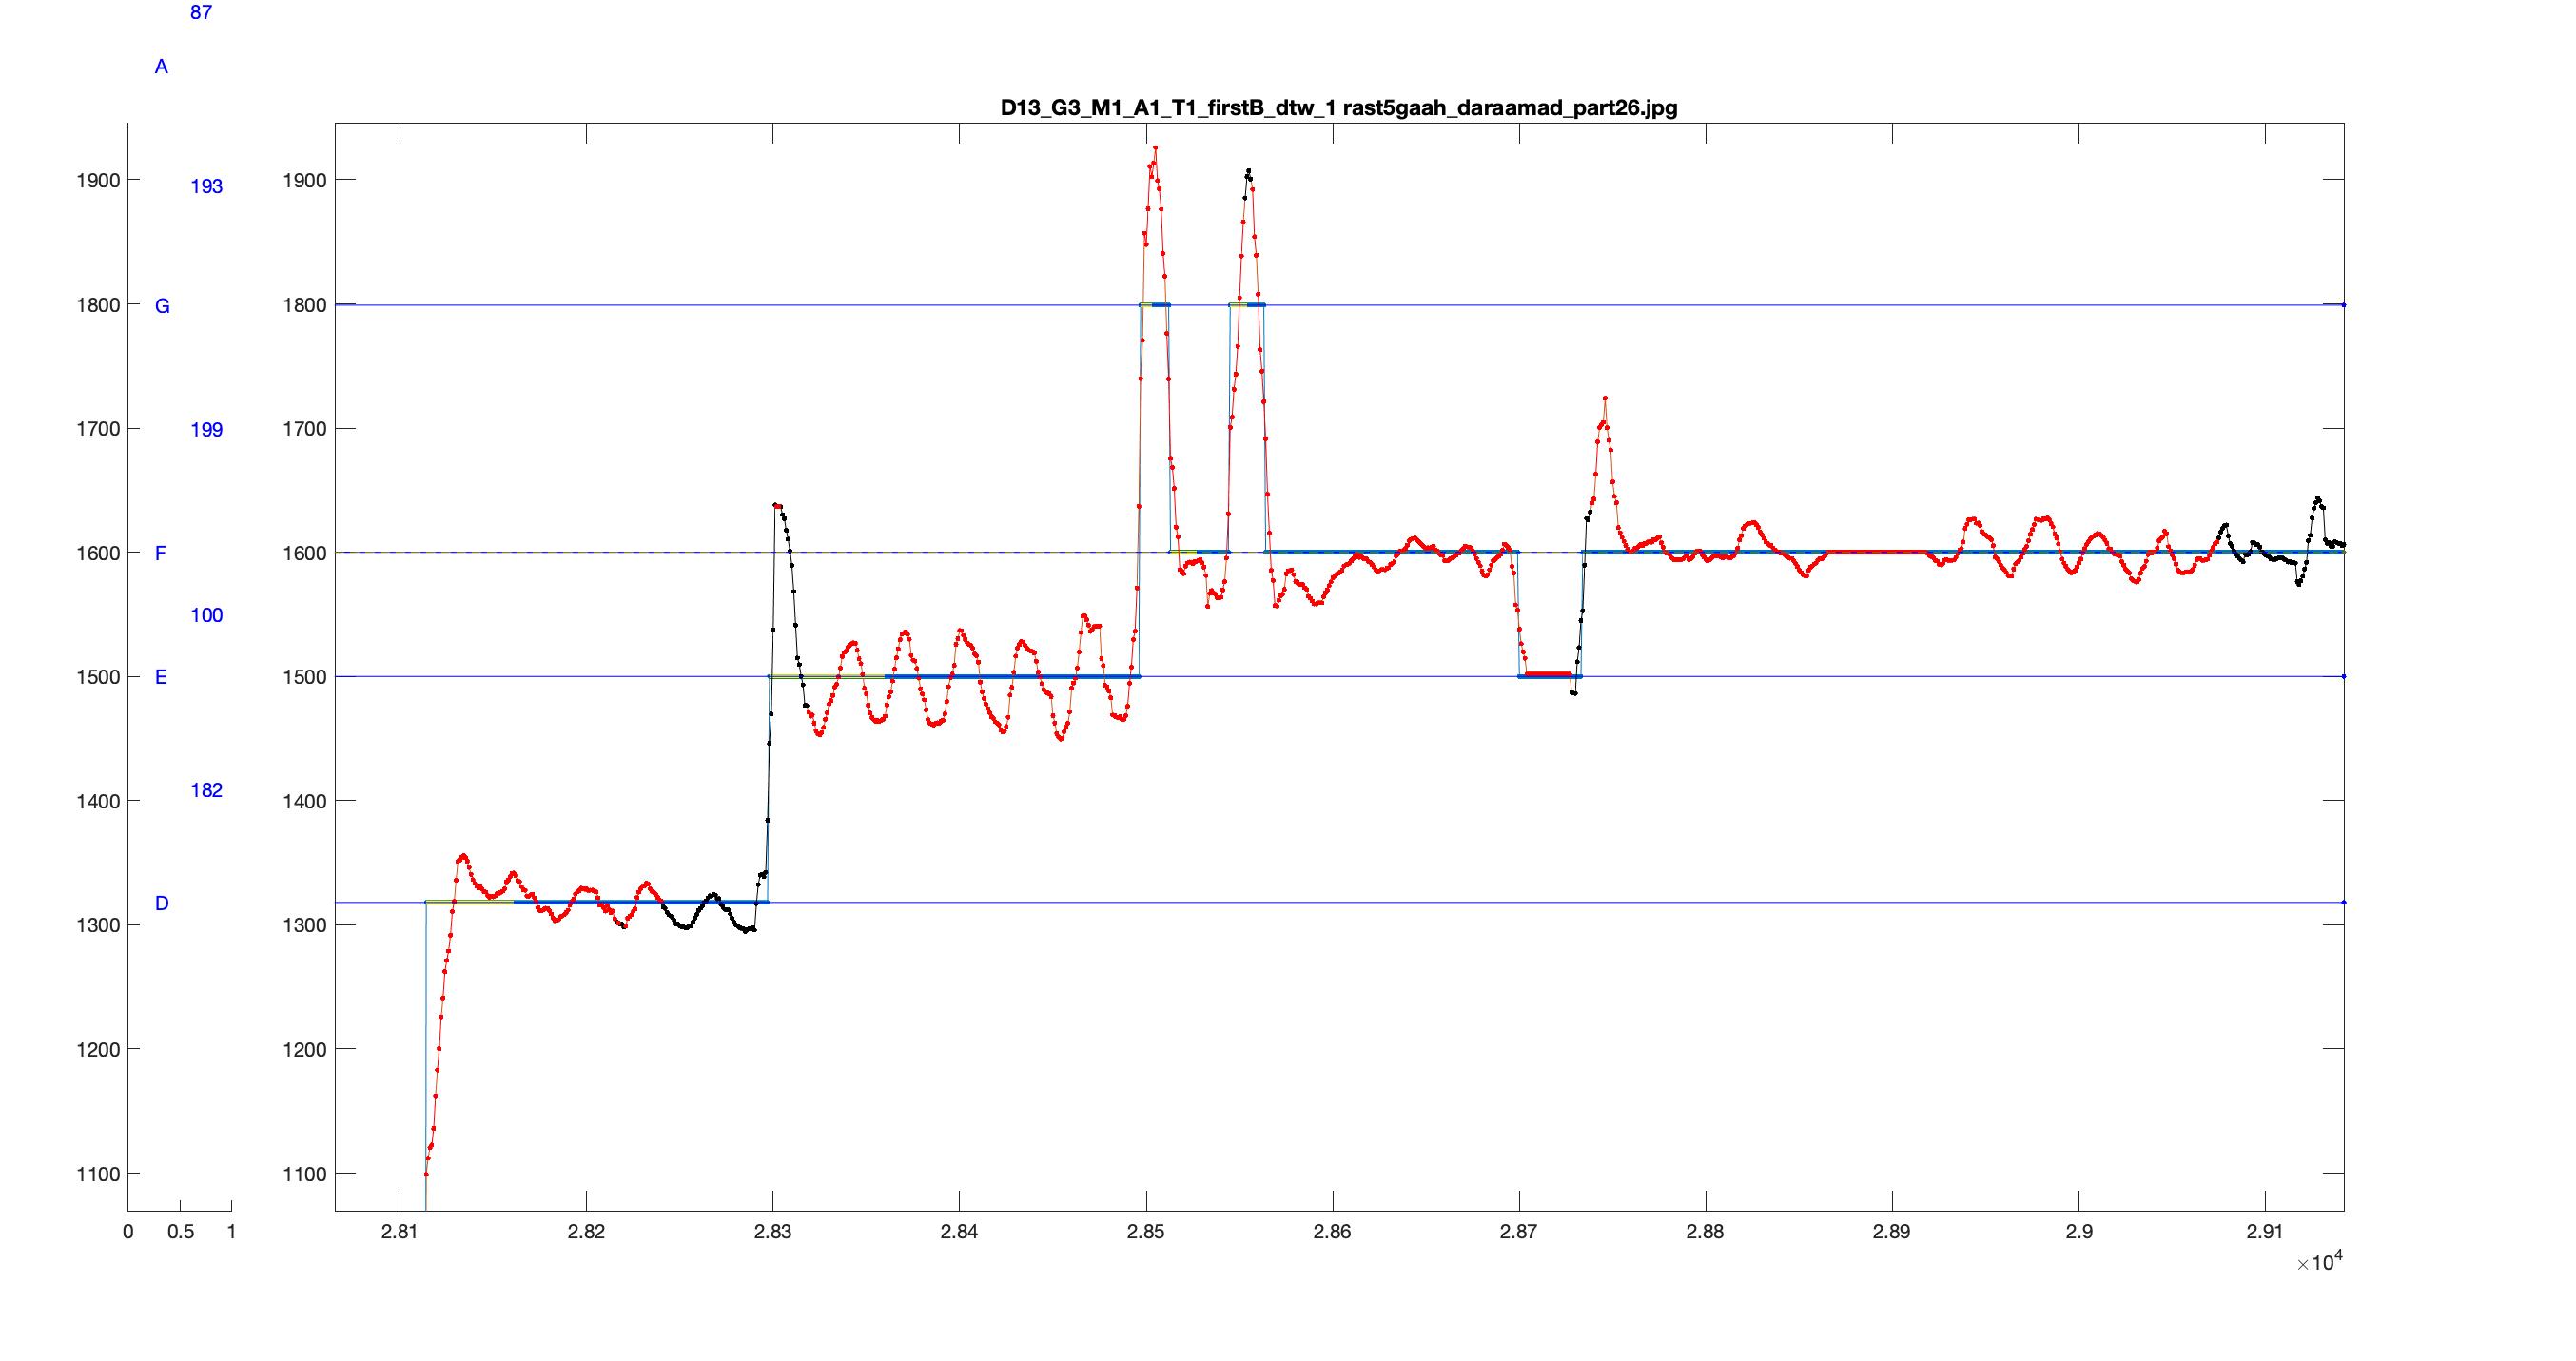 87
A
D13_G3_M1_A1_T1_firstB_dtw_1 rast5gaah_daraamad_part26.jpg
1900 193 1900
1800 G 1800
1700 199 1700
1600 F 1600
100
1500 E 1500
1400 182 1400
1300 D 1300
1200 1200
1100 1100
0 0.5 1 2.81 2.82 2.83 2.84 2.85 2.86 2.87 2.88 2.89 2.9 2.91
×10⁴